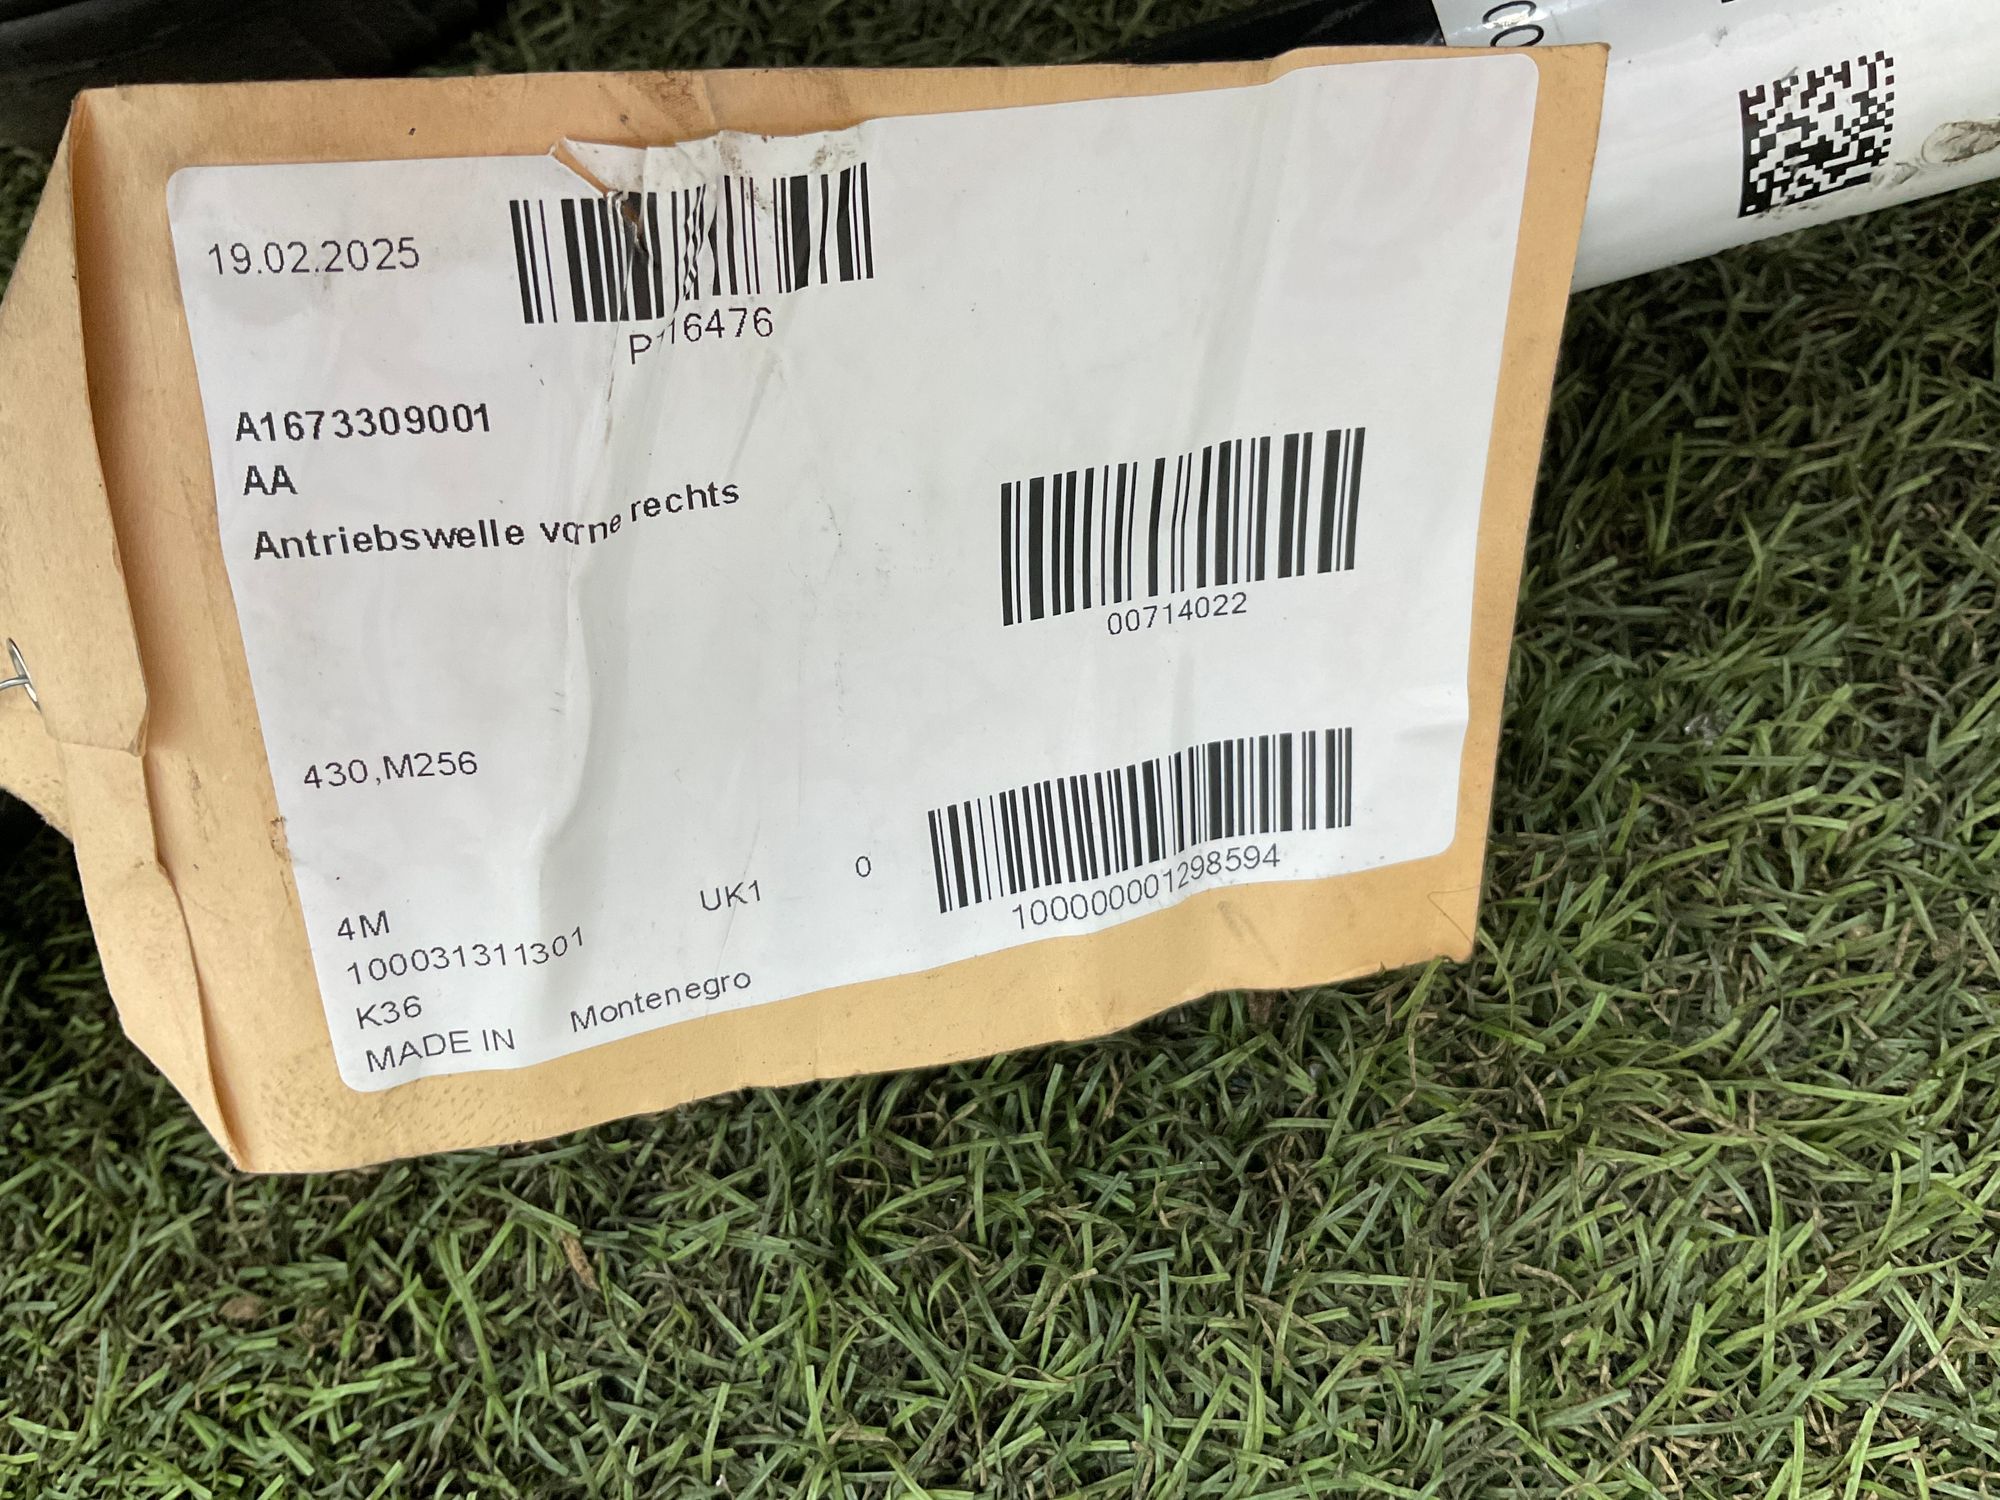 19.02.2025
P116476
A1673309001
AA
Antriebswelle vorne rechts
00714022
430,M256
4M
UK1
0
100000001298594
100031311301
K36
MADE IN Montenegro